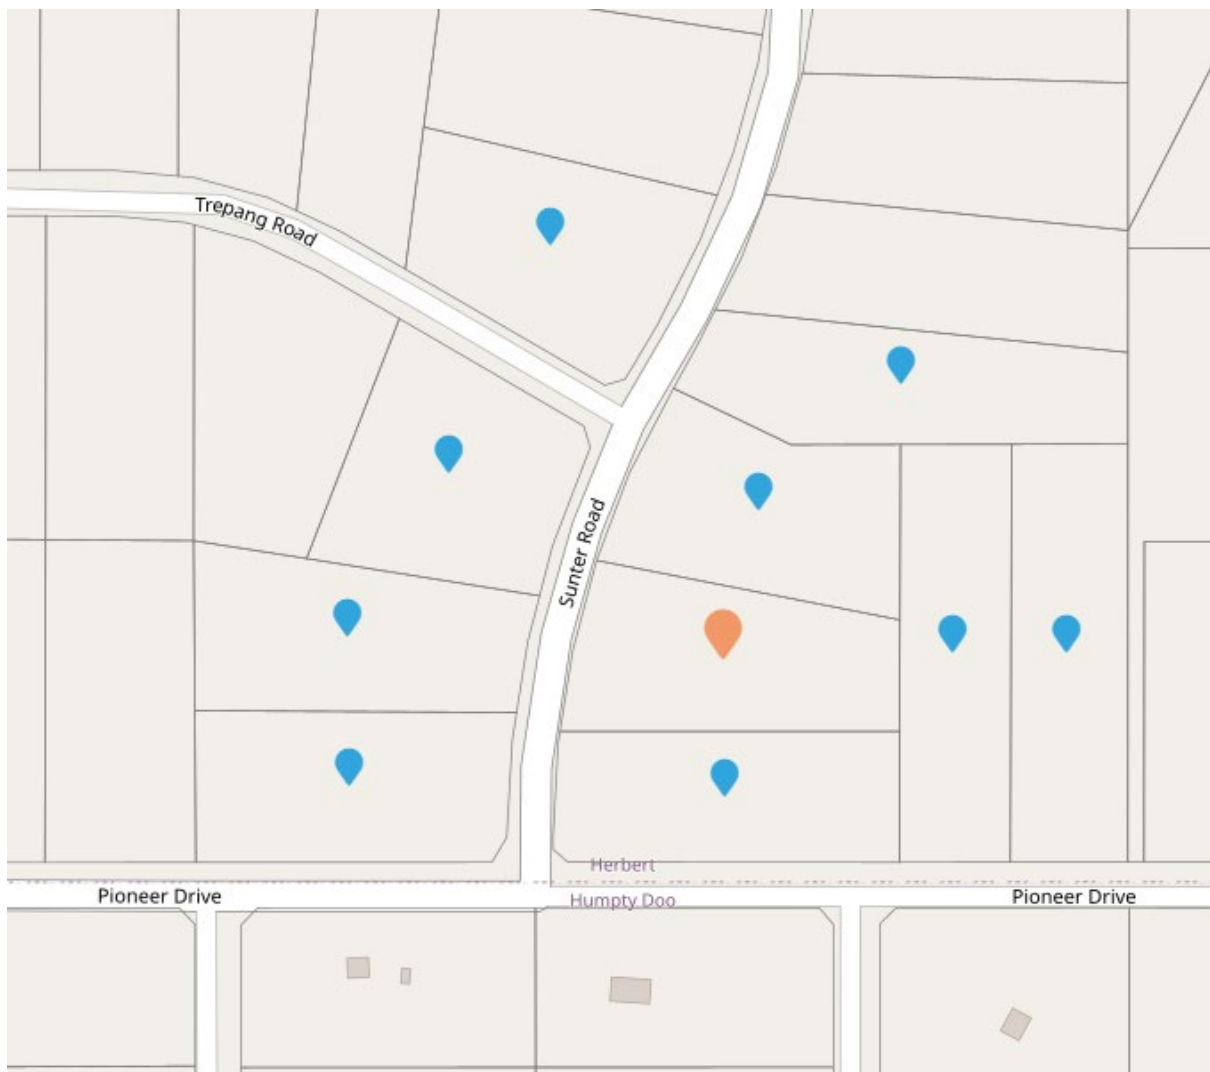 Trepang Road
Sunter Road
Herbert
Pioneer Drive
Humpty Doo
Pioneer Drive